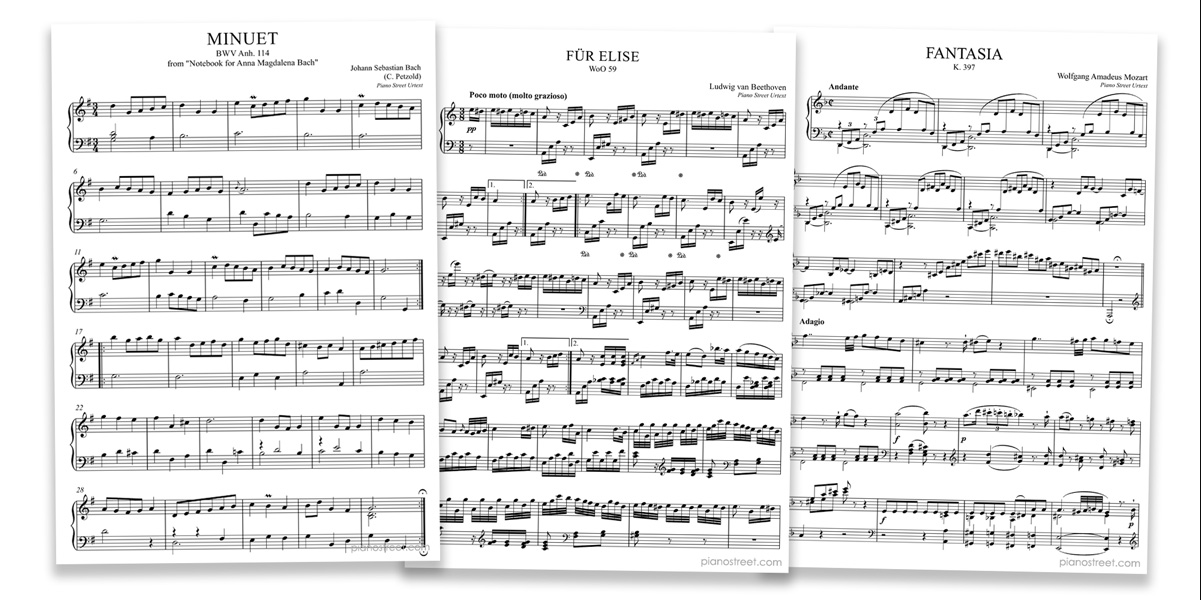 MINUET
BWV Anh. 114
from "Notebook for Anna Magdalena Bach"
Johann Sebastian Bach
(C. Petzold)
Piano Street Urtext
6
11
17
22
28
pianostreet.com
FÜR ELISE
WoO 59
Ludwig van Beethoven
Piano Street Urtext
Poco moto (molto grazioso)
pp
1.
2.
1.
2.
pianostreet.com
FANTASIA
K. 397
Wolfgang Amadeus Mozart
Piano Street Urtext
Andante
3
3
Adagio
f
p
f
p
pianostreet.com